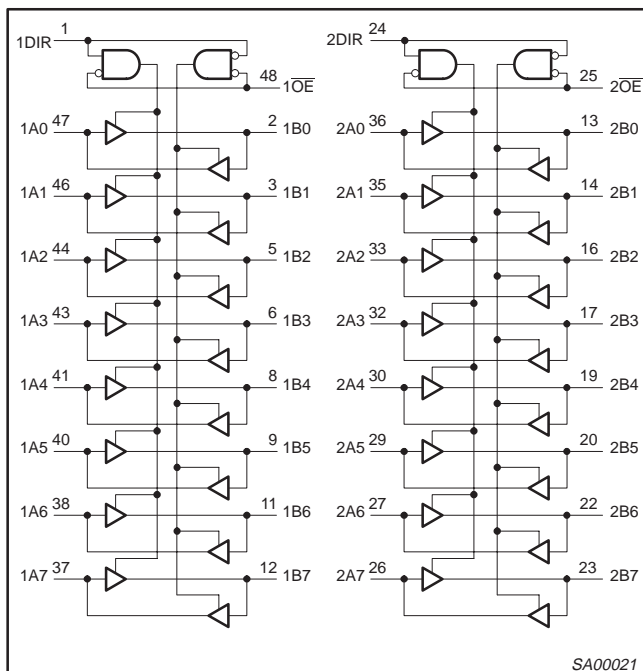 1DIR 1 2DIR 24
48 1O̅E̅ 25 2O̅E̅
1A0 47 2 1B0 2A0 36 13 2B0
1A1 46 3 1B1 2A1 35 14 2B1
1A2 44 5 1B2 2A2 33 16 2B2
1A3 43 6 1B3 2A3 32 17 2B3
1A4 41 8 1B4 2A4 30 19 2B4
1A5 40 9 1B5 2A5 29 20 2B5
1A6 38 11 1B6 2A6 27 22 2B6
1A7 37 12 1B7 2A7 26 23 2B7
SA00021